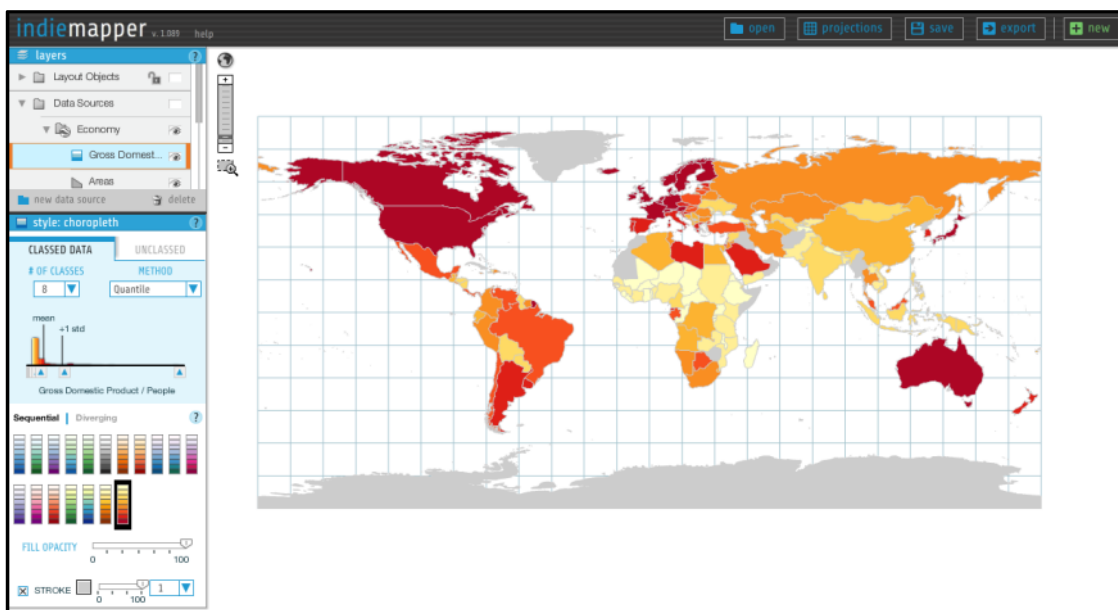 indiemapper v. 1.089 help
open projections save export new
layers ?
Layout Objects
Data Sources
Economy
Gross Domest...
Areas
new data source delete
style: choropleth ?
CLASSED DATA UNCLASSED
# OF CLASSES METHOD
8 Quantile
mean
+1 std
Gross Domestic Product / People
Sequential | Diverging ?
FILL OPACITY
0 100
STROKE 1
0 100